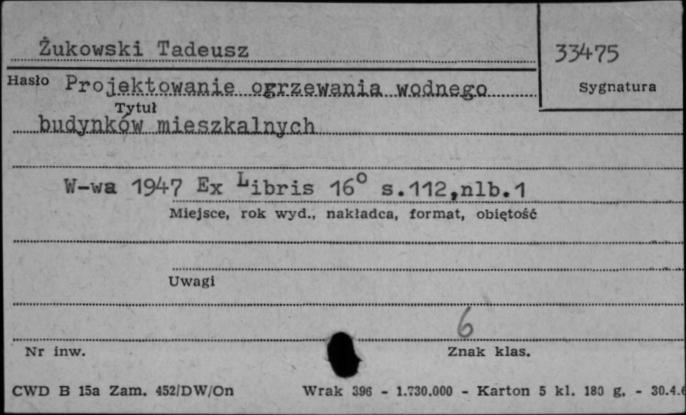 Żukowski Tadeusz
33475
Hasło Projektowanie ogrzewania wodnego
Sygnatura
Tytuł
budynków mieszkalnych
W-wa 1947 Ex Libris 16° s.112,nlb.1
Miejsce, rok wyd., nakładca, format, objętość
Uwagi
6
Nr inw.
Znak klas.
CWD B 15a Zam. 452/DW/On Wrak 396 - 1.730.000 - Karton 5 kl. 180 g. - 30.4.6